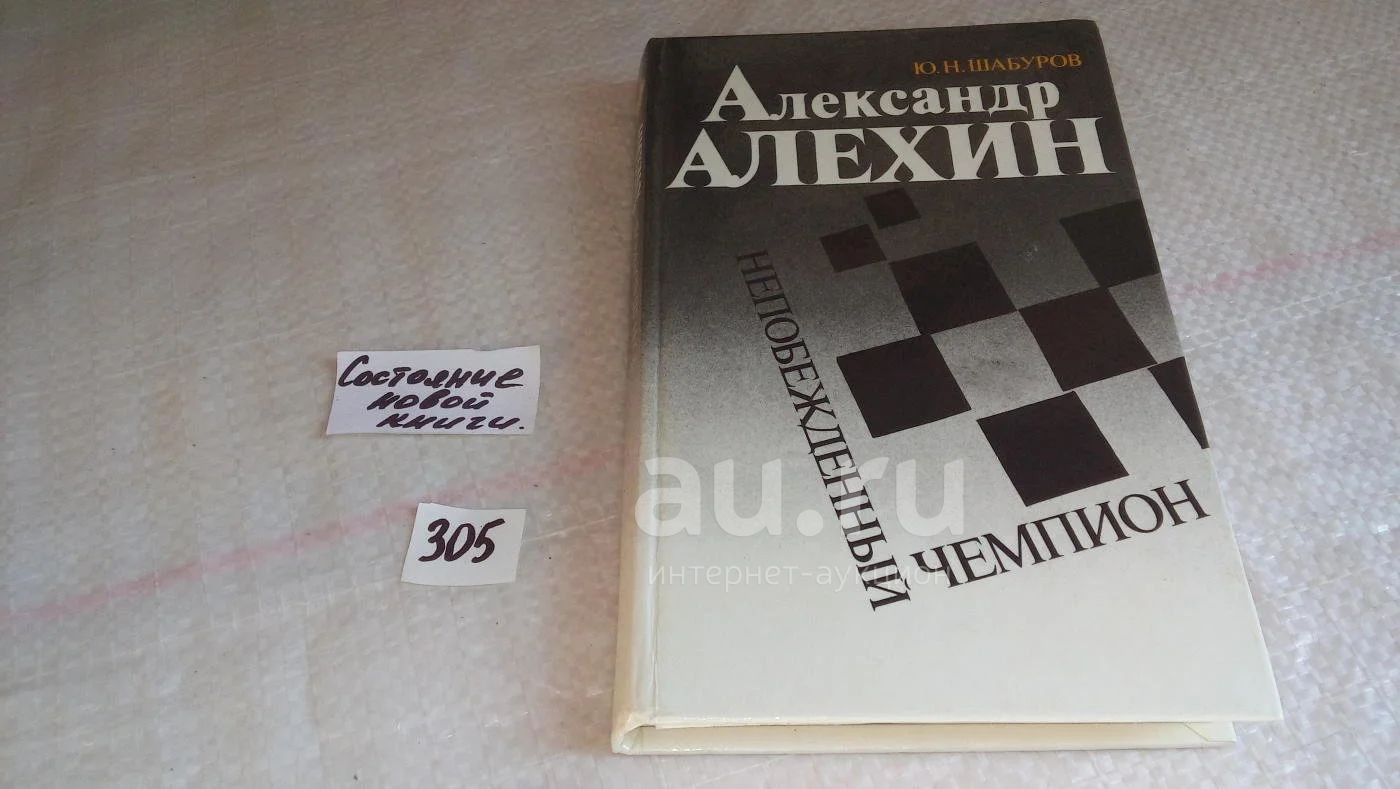 Ю.Н.ШАБУРОВ
Александр
АЛЕХИН
НЕПОБЕЖДЕННЫЙ
ЧЕМПИОН
Состояние
новой
книги.
305
au.ru
интернет-аукцион